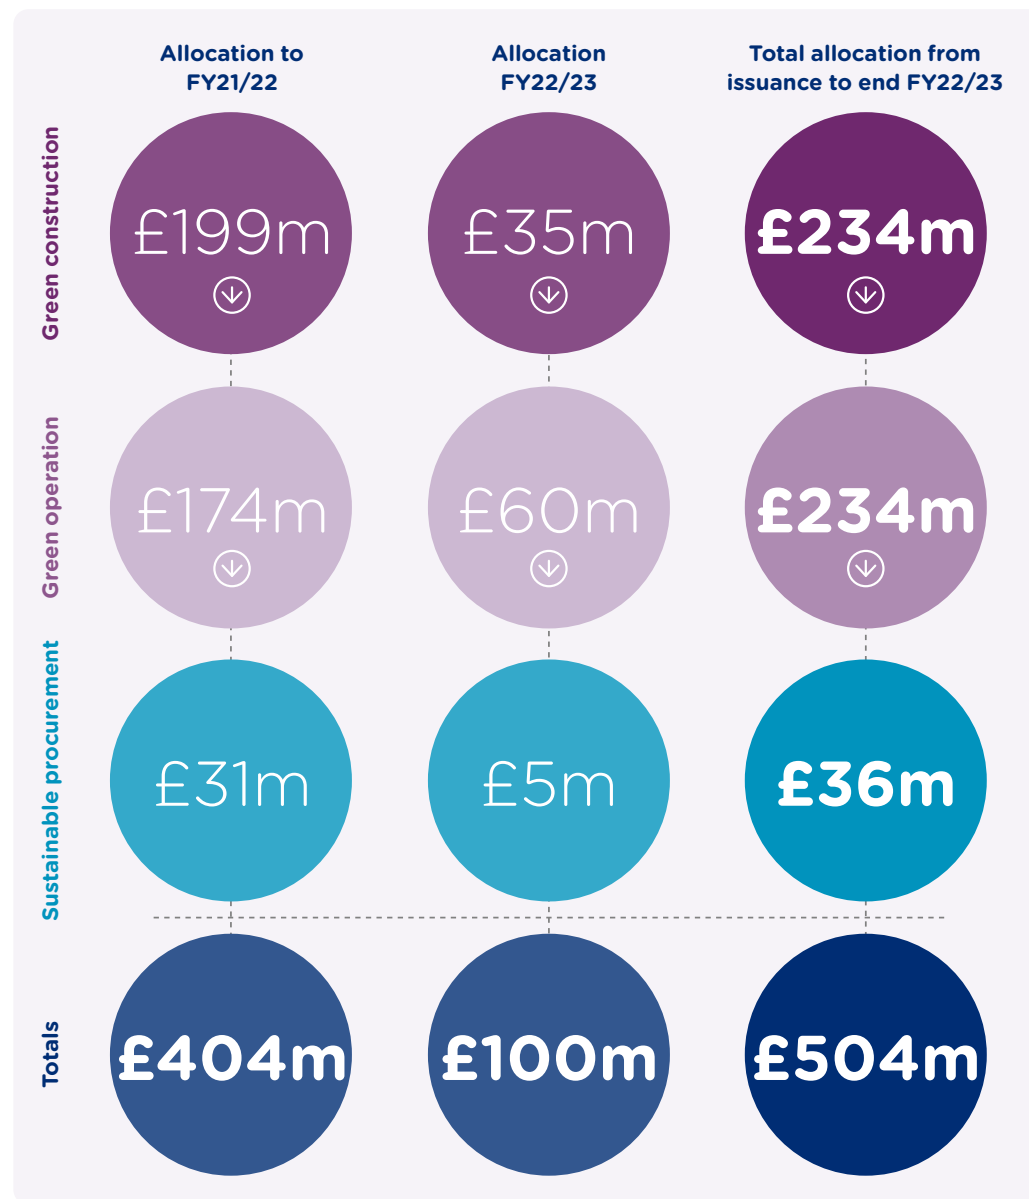 Allocation to
FY21/22
Allocation
FY22/23
Total allocation from
issuance to end FY22/23
Green construction
£199m
£35m
£234m
Green operation
£174m
£60m
£234m
Sustainable procurement
£31m
£5m
£36m
Totals
£404m
£100m
£504m